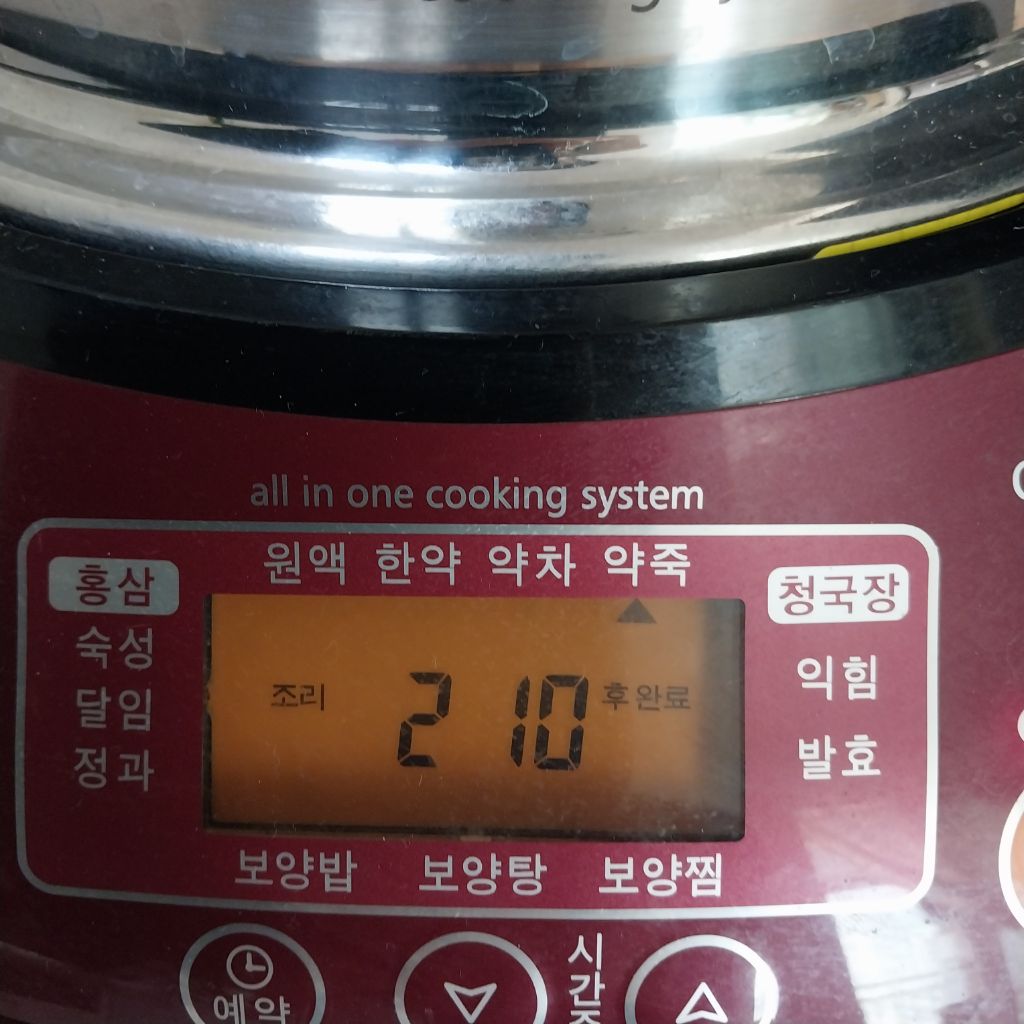 all in one cooking system
원액 한약 약차 약죽
홍삼
숙성
달임
정과
청국장
익힘
발효
조리 2 10 후완료
보양밥 보양탕 보양찜
예약
시간